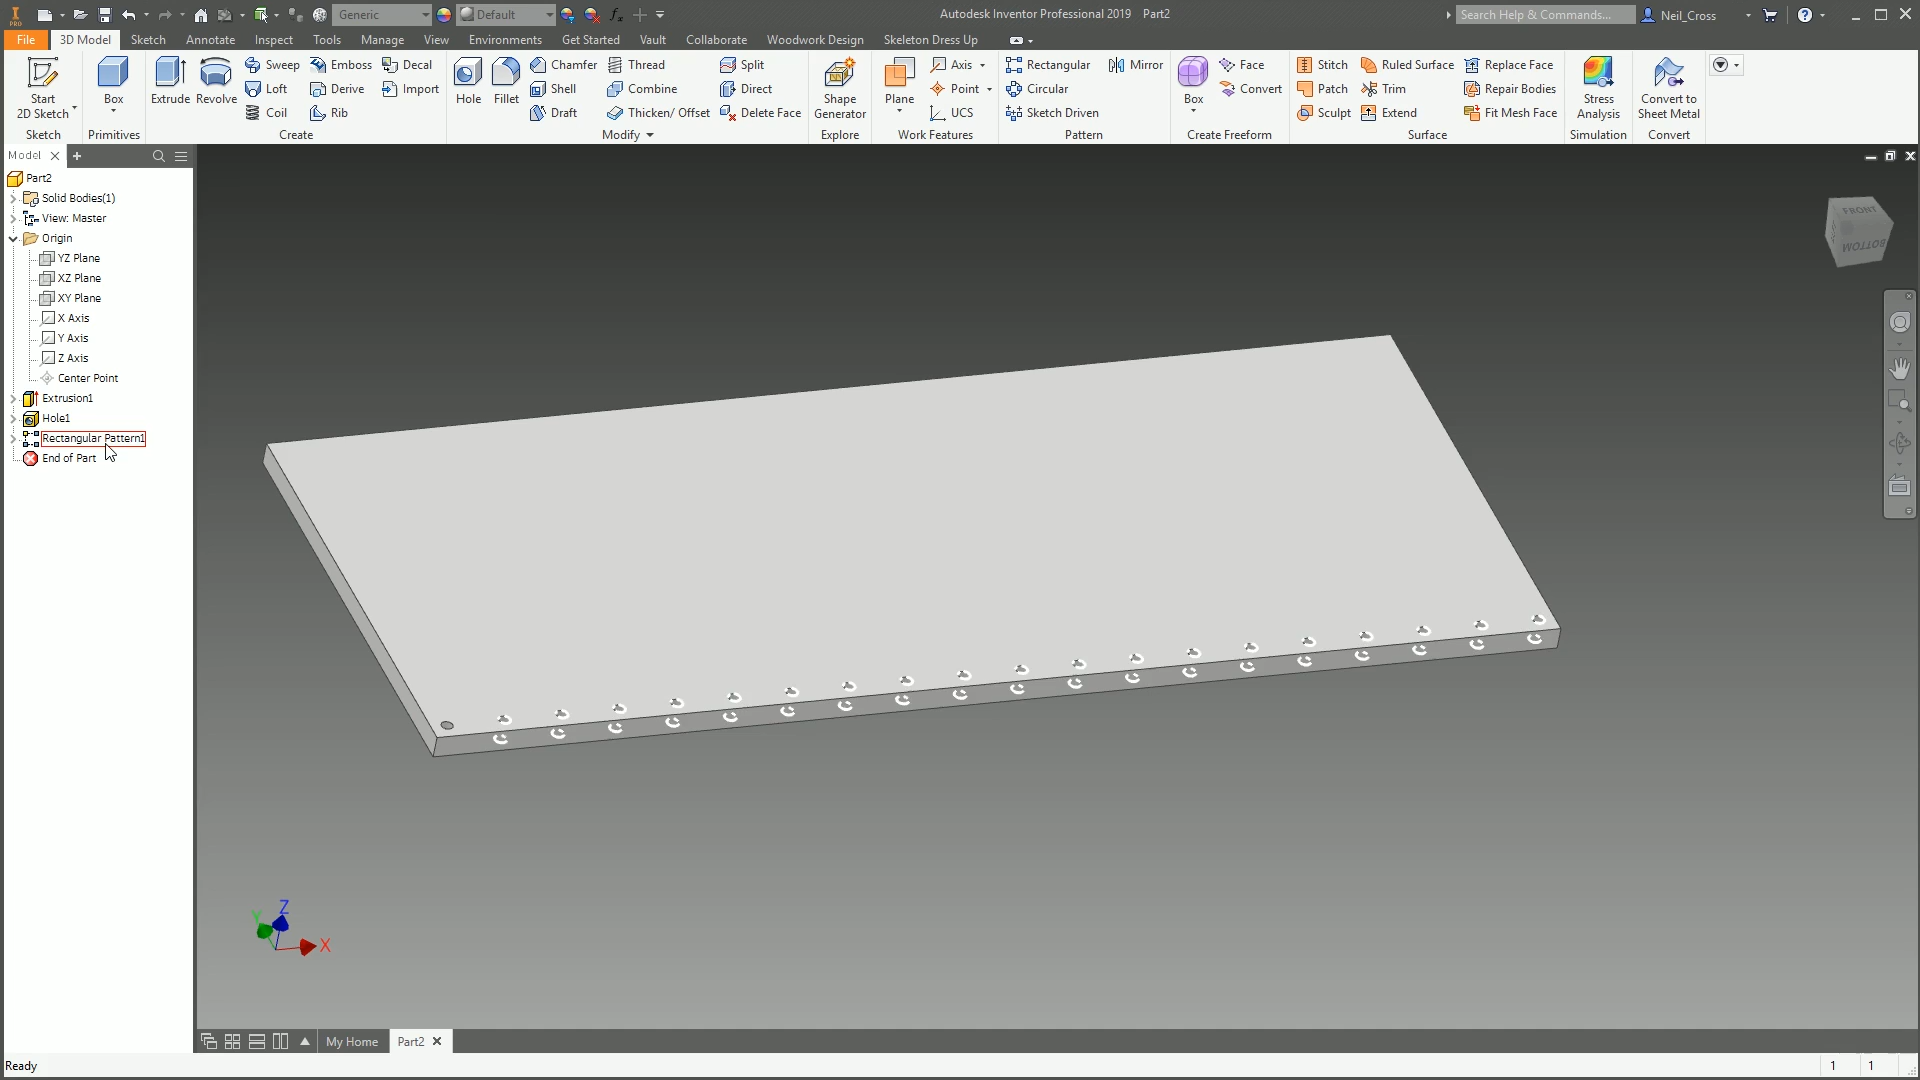 PRO
Generic
Default
fx
Autodesk Inventor Professional 2019 Part2
Search Help & Commands...
Neil_Cross
File
3D Model
Sketch
Annotate
Inspect
Tools
Manage
View
Environments
Get Started
Vault
Collaborate
Woodwork Design
Skeleton Dress Up
Start
2D Sketch
Sketch
Box
Primitives
Extrude
Revolve
Sweep
Loft
Coil
Emboss
Derive
Rib
Decal
Import
Create
Hole
Fillet
Chamfer
Shell
Draft
Thread
Combine
Thicken/ Offset
Split
Direct
Delete Face
Modify
Shape
Generator
Explore
Plane
Axis
Point
UCS
Work Features
Rectangular
Circular
Sketch Driven
Mirror
Pattern
Box
Face
Convert
Create Freeform
Stitch
Patch
Sculpt
Ruled Surface
Trim
Extend
Replace Face
Repair Bodies
Fit Mesh Face
Surface
Stress
Analysis
Simulation
Convert to
Sheet Metal
Convert
Model
Part2
Solid Bodies(1)
View: Master
Origin
YZ Plane
XZ Plane
XY Plane
X Axis
Y Axis
Z Axis
Center Point
Extrusion1
Hole1
Rectangular Pattern1
End of Part
FRONT
BOTTOM
Z
Y
X
My Home
Part2
Ready
1
1